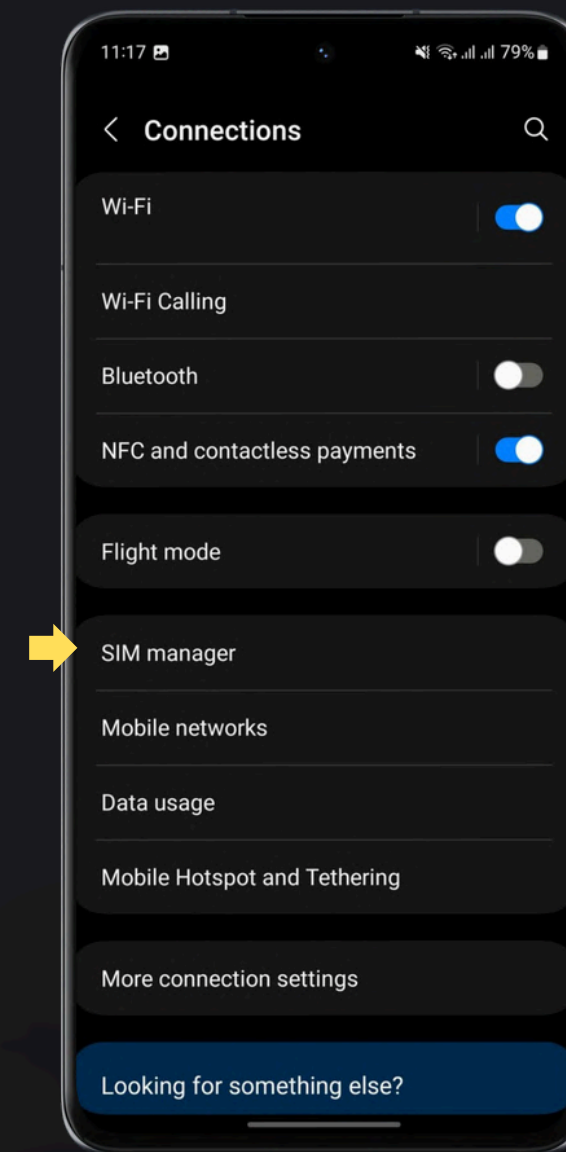 11:17 79%
Connections
Wi-Fi
Wi-Fi Calling
Bluetooth
NFC and contactless payments
Flight mode
SIM manager
Mobile networks
Data usage
Mobile Hotspot and Tethering
More connection settings
Looking for something else?